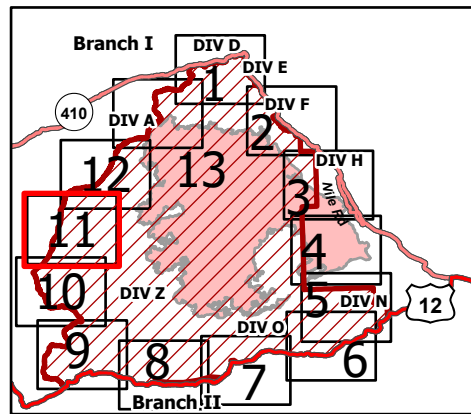 Branch I
DIV D
1
DIV E
410
DIV A
DIV F
2
13
12
DIV H
3
Nile Rd
11
4
10
DIV Z
5
DIV N
12
DIV O
9
8
7
6
Branch II